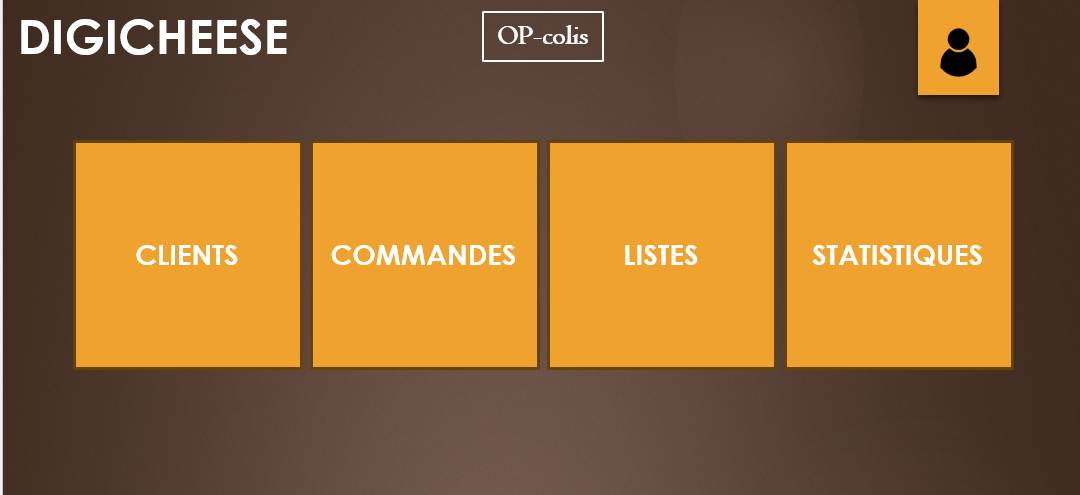 DIGICHEESE
OP-colis
CLIENTS
COMMANDES
LISTES
STATISTIQUES